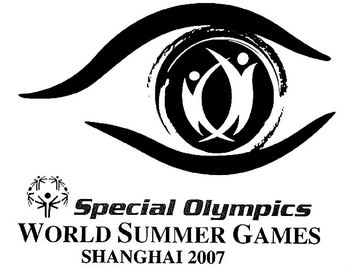 Special Olympics
WORLD SUMMER GAMES
SHANGHAI 2007